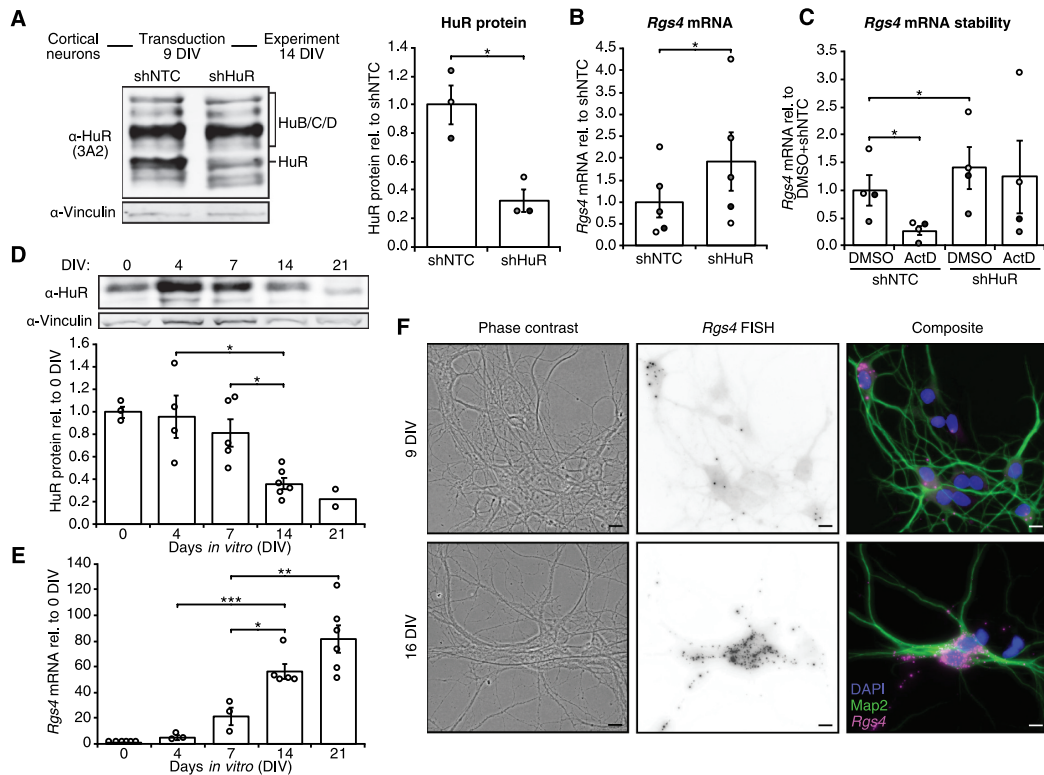 A
Cortical neurons
Transduction 9 DIV
Experiment 14 DIV
shNTC shHuR
α-HuR (3A2)
HuB/C/D
HuR
α-Vinculin
HuR protein
HuR protein rel. to shNTC
1.4
1.2
1.0
0.8
0.6
0.4
0.2
0.0
*
shNTC shHuR
B
Rgs4 mRNA
Rgs4 mRNA rel. to shNTC
5.0
4.5
4.0
3.5
3.0
2.5
2.0
1.5
1.0
0.5
0.0
*
shNTC shHuR
C
Rgs4 mRNA stability
Rgs4 mRNA rel. to
DMSO+shNTC
3.5
3.0
2.5
2.0
1.5
1.0
0.5
0.0
*
*
DMSO ActD DMSO ActD
shNTC shHuR
D
DIV: 0 4 7 14 21
α-HuR
α-Vinculin
HuR protein rel. to 0 DIV
1.6
1.4
1.2
1.0
0.8
0.6
0.4
0.2
0.0
*
*
0 4 7 14 21
Days in vitro (DIV)
E
Rgs4 mRNA rel. to 0 DIV
140
120
100
80
60
40
20
0
**
***
*
0 4 7 14 21
Days in vitro (DIV)
F
Phase contrast Rgs4 FISH Composite
9 DIV
16 DIV
DAPI
Map2
Rgs4